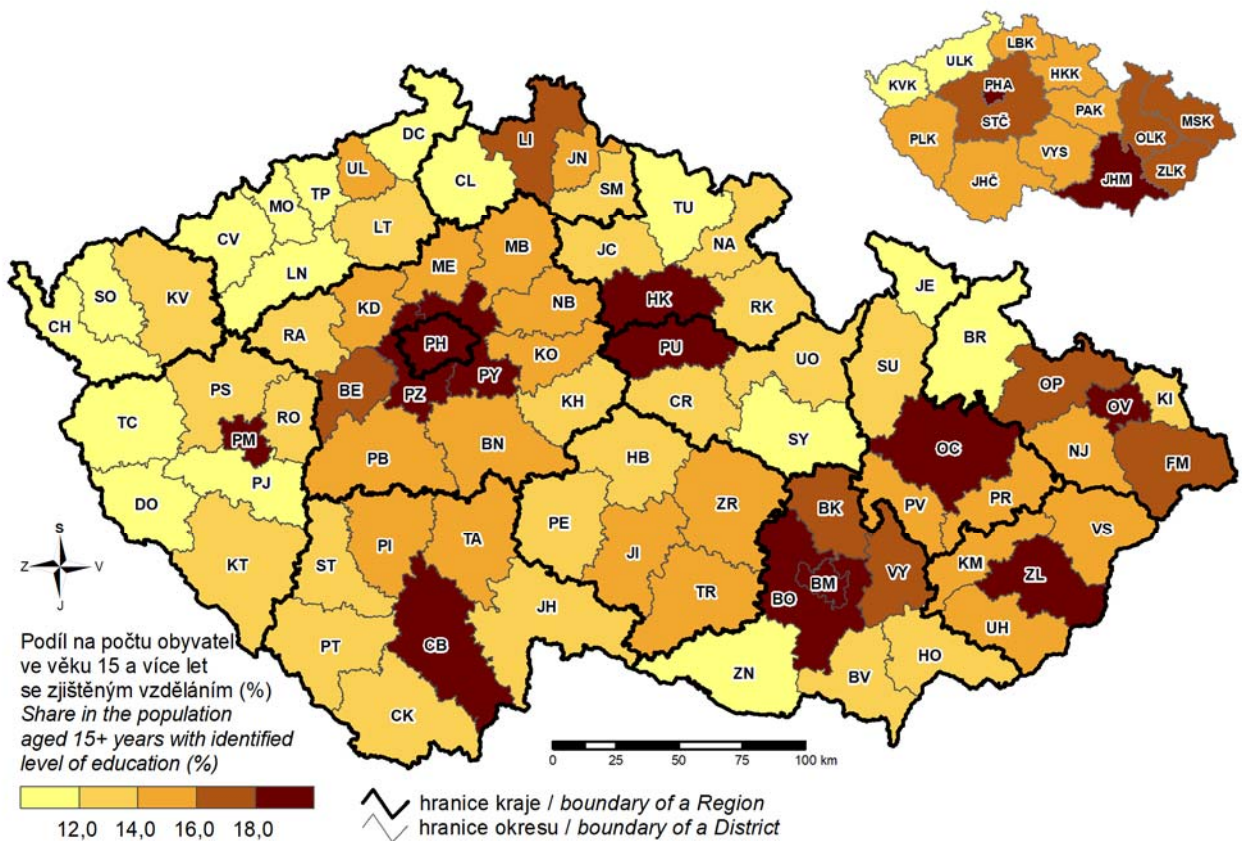 LBK
ULK
HKK
KVK
PHA
PAK
STČ
MSK
PLK
OLK
VYS
ZLK
JHČ
JHM
DC
LI
UL
JN
CL
TP
MO
SM
TU
CV
LT
MB
JC
NA
ME
LN
SO
KV
KD
NB
HK
JE
CH
RA
RK
BR
PH
PU
KO
UO
SU
PY
PS
BE
PZ
OP
RO
KH
CR
OV
KI
TC
PM
SY
OC
BN
HB
NJ
PB
FM
PJ
DO
ZR
BK
PV
PR
VS
PE
PI
TA
JI
KT
ST
KM
VY
ZL
BM
TR
BO
JH
UH
CB
PT
HO
ZN
BV
CK
S
Z V
J
Podíl na počtu obyvatel
ve věku 15 a více let
se zjištěným vzděláním (%)
Share in the population
aged 15+ years with identified
level of education (%)
12,0 14,0 16,0 18,0
0 25 50 75 100 km
hranice kraje / boundary of a Region
hranice okresu / boundary of a District